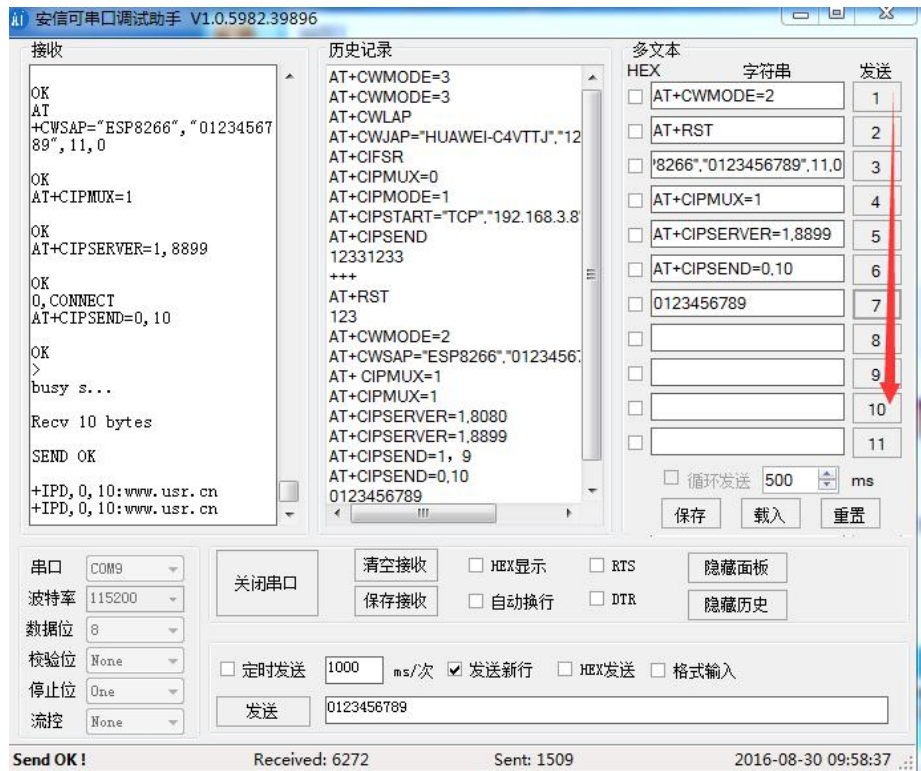 安信可串口调试助手 V1.0.5982.39896
接收
OK
AT
+CWSAP="ESP8266","01234567
89",11,0
OK
AT+CIPMUX=1
OK
AT+CIPSERVER=1,8899
OK
0,CONNECT
AT+CIPSEND=0,10
OK
>
busy s...
Recv 10 bytes
SEND OK
+IPD,0,10:www.usr.cn
+IPD,0,10:www.usr.cn
历史记录
AT+CWMODE=3
AT+CWMODE=3
AT+CWLAP
AT+CWJAP="HUAWEI-C4VTTJ","12
AT+CIFSR
AT+CIPMUX=0
AT+CIPMODE=1
AT+CIPSTART="TCP","192.168.3.8
AT+CIPSEND
12331233
+++
AT+RST
123
AT+CWMODE=2
AT+CWSAP="ESP8266","01234567
AT+ CIPMUX=1
AT+CIPMUX=1
AT+CIPSERVER=1,8080
AT+CIPSERVER=1,8899
AT+CIPSEND=1，9
AT+CIPSEND=0,10
0123456789
多文本
HEX 字符串 发送
AT+CWMODE=2 1
AT+RST 2
8266","0123456789",11,0 3
AT+CIPMUX=1 4
AT+CIPSERVER=1,8899 5
AT+CIPSEND=0,10 6
0123456789 7
8
9
10
11
循环发送 500 ms
保存 载入 重置
串口 COM9
波特率 115200
数据位 8
校验位 None
停止位 One
流控 None
关闭串口
清空接收 HEX显示 RTS 隐藏面板
保存接收 自动换行 DTR 隐藏历史
定时发送 1000 ms/次 发送新行 HEX发送 格式输入
发送 0123456789
Send OK! Received: 6272 Sent: 1509 2016-08-30 09:58:37